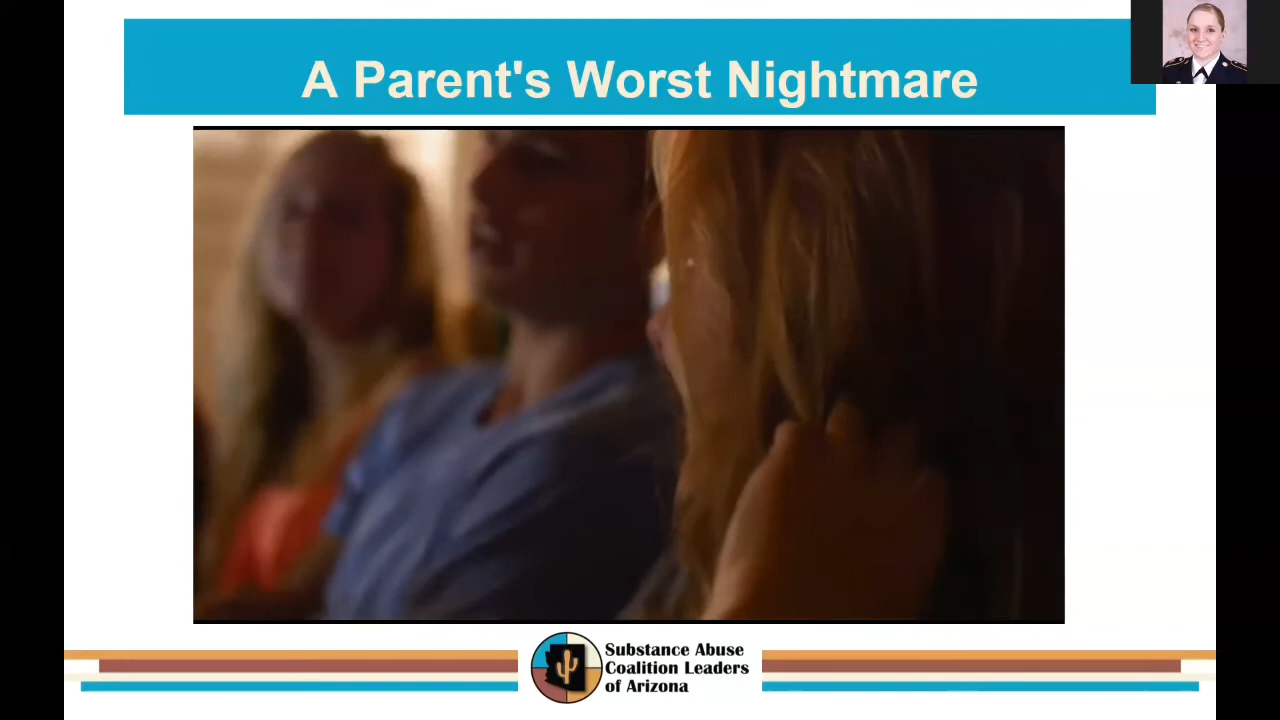 A Parent's Worst Nightmare
Substance Abuse
Coalition Leaders
of Arizona